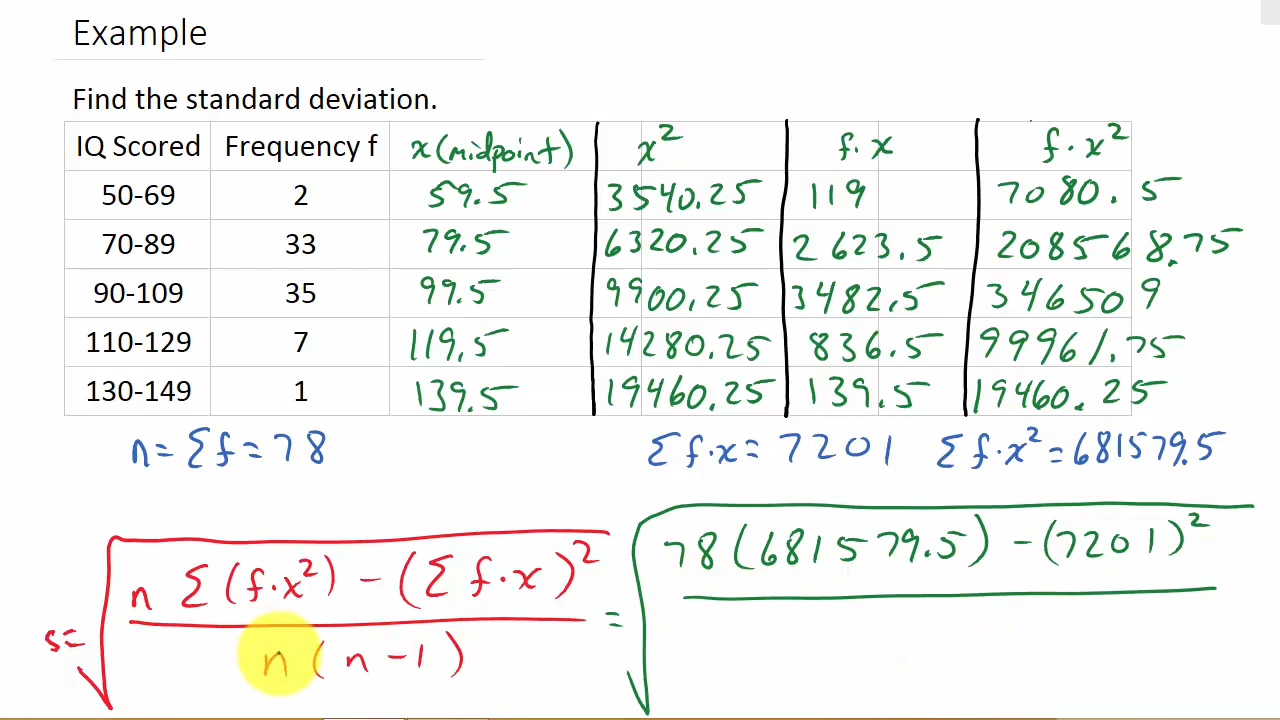 Example
Find the standard deviation.
IQ Scored Frequency f x(midpoint) x² f·x f·x²
50-69 2 59.5 3540.25 119 7080.5
70-89 33 79.5 6320.25 2623.5 208568.75
90-109 35 99.5 9900.25 3482.5 346509
110-129 7 119.5 14280.25 836.5 99961.75
130-149 1 139.5 19460.25 139.5 19460.25
n=Σf=78 Σf·x=7201 Σf·x²=681579.5
s=√(n Σ(f·x²)-(Σf·x)²)/(n(n-1)) = √78(681579.5)-(7201)²